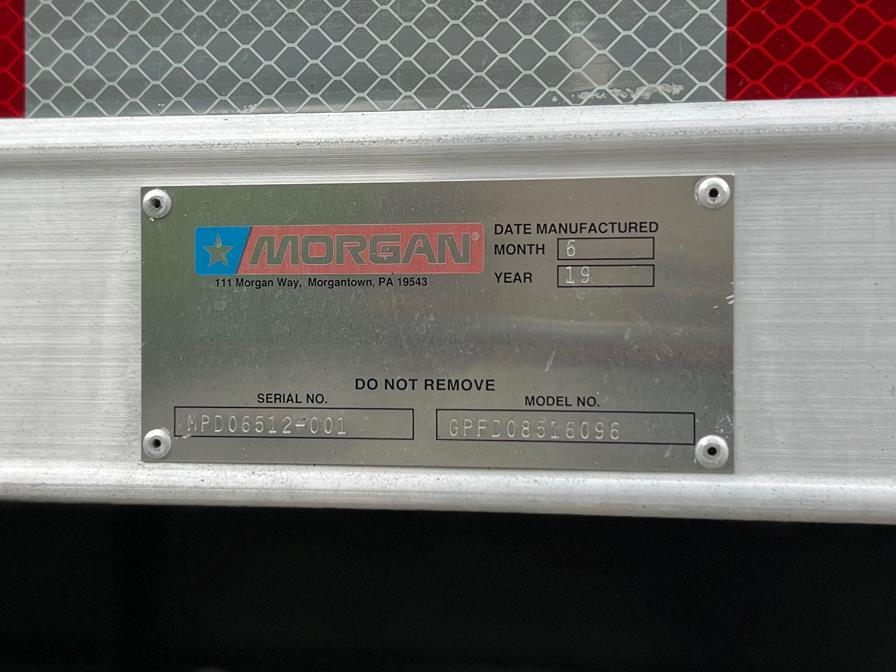 MORGAN®
111 Morgan Way, Morgantown, PA 19543
DATE MANUFACTURED
MONTH 6
YEAR 19
DO NOT REMOVE
SERIAL NO.
MPD06512-001
MODEL NO.
GPFD08516096